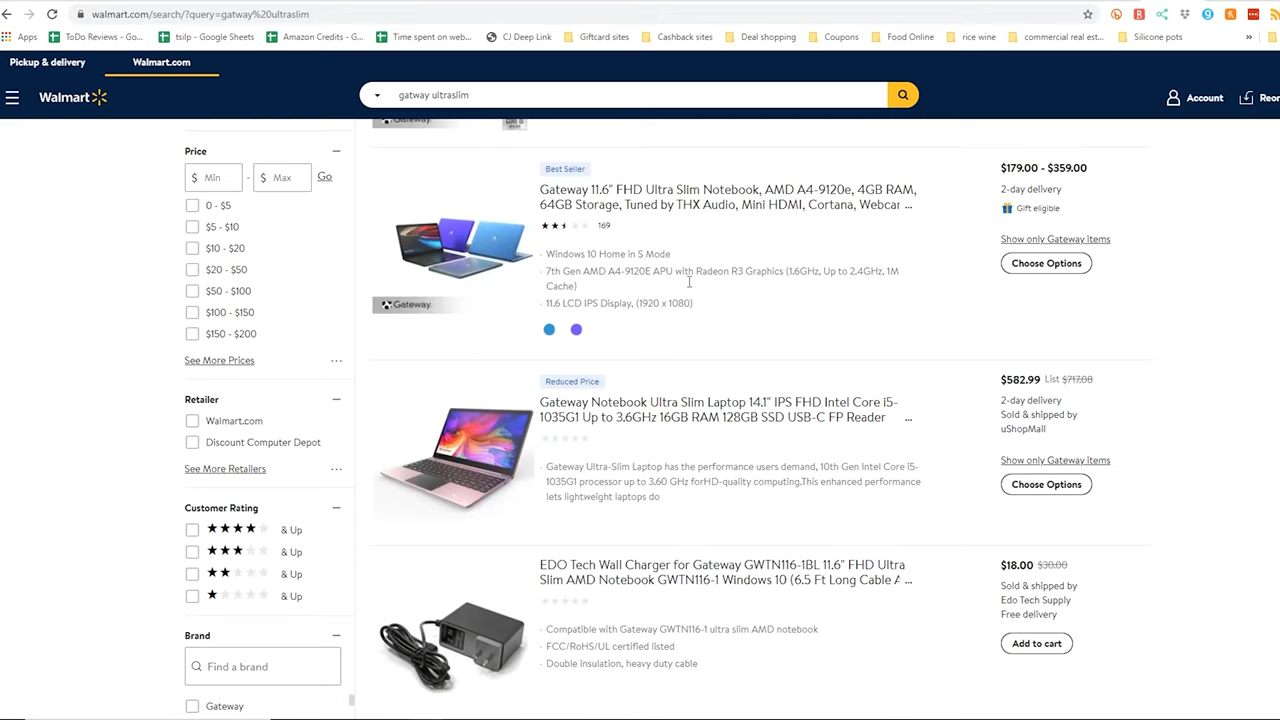 walmart.com/search/?query=gatway%20ultraslim
Apps
ToDo Reviews - Go...
tsilp - Google Sheets
Amazon Credits - G...
Time spent on web...
CJ Deep Link
Giftcard sites
Cashback sites
Deal shopping
Coupons
Food Online
rice wine
commercial real est...
Silicone pots
»
Pickup & delivery
Walmart.com
Walmart
gatway ultraslim
Account
Reor
Price
$ Min - $ Max Go
0 - $5
$5 - $10
$10 - $20
$20 - $50
$50 - $100
$100 - $150
$150 - $200
See More Prices ...
Retailer
Walmart.com
Discount Computer Depot
See More Retailers ...
Customer Rating
& Up
& Up
& Up
& Up
Brand
Find a brand
Gateway
Gateway.
Best Seller
Gateway 11.6" FHD Ultra Slim Notebook, AMD A4-9120e, 4GB RAM,
64GB Storage, Tuned by THX Audio, Mini HDMI, Cortana, Webcar ...
169
· Windows 10 Home in S Mode
· 7th Gen AMD A4-9120E APU with Radeon R3 Graphics (1.6GHz, Up to 2.4GHz, 1M
Cache)
· 11.6 LCD IPS Display, (1920 x 1080)
Gateway.
$179.00 - $359.00
2-day delivery
Gift eligible
Show only Gateway items
Choose Options
Reduced Price
Gateway Notebook Ultra Slim Laptop 14.1" IPS FHD Intel Core i5-
1035G1 Up to 3.6GHz 16GB RAM 128GB SSD USB-C FP Reader ...
· Gateway Ultra-Slim Laptop has the performance users demand, 10th Gen Intel Core i5-
1035G1 processor up to 3.60 GHz forHD-quality computing.This enhanced performance
lets lightweight laptops do
$582.99 List $717.08
2-day delivery
Sold & shipped by
uShopMall
Show only Gateway items
Choose Options
EDO Tech Wall Charger for Gateway GWTN116-1BL 11.6" FHD Ultra
Slim AMD Notebook GWTN116-1 Windows 10 (6.5 Ft Long Cable A ...
· Compatible with Gateway GWTN116-1 ultra slim AMD notebook
· FCC/RoHS/UL certified listed
· Double insulation, heavy duty cable
$18.00 $30.00
Sold & shipped by
Edo Tech Supply
Free delivery
Add to cart